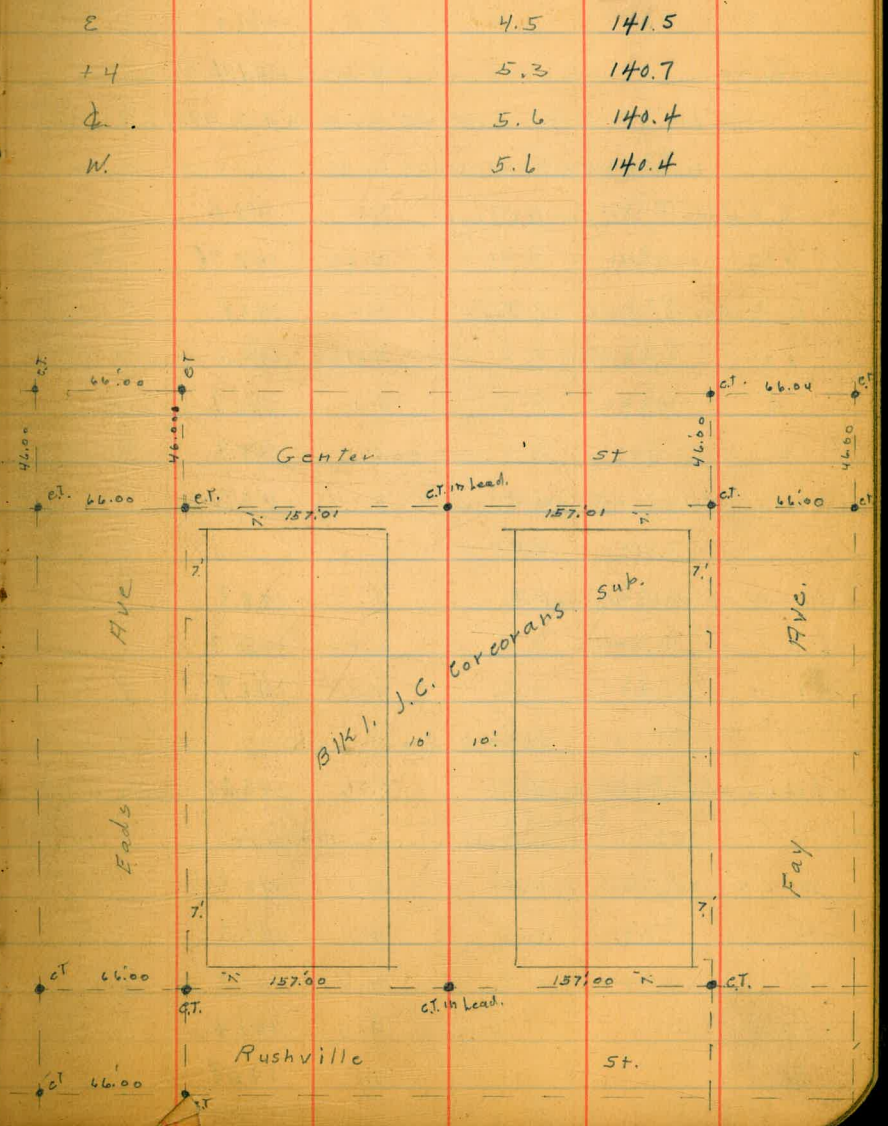 E 4.5 141.5
+4 5.3 140.7
℄ 5.6 140.4
W. 5.6 140.4
C.T. 66.00 C.T. C.T. 66.04 C.T.
46.00 46.00 46.00 46.00
Genter St
C.T. 66.00 C.T. C.T. in Lead. C.T. 66.00 C.T.
7' 157.01 157.01 7'
7' 7'
Blk 1. J.C. Corcorans Sub.
Eads Ave
Fay Ave.
10' 10'
7' 7'
7' 157.00 157.00 7'
C.T. 66.00 C.T. C.T. in Lead. C.T.
Rushville St.
C.T. 66.00 C.T.